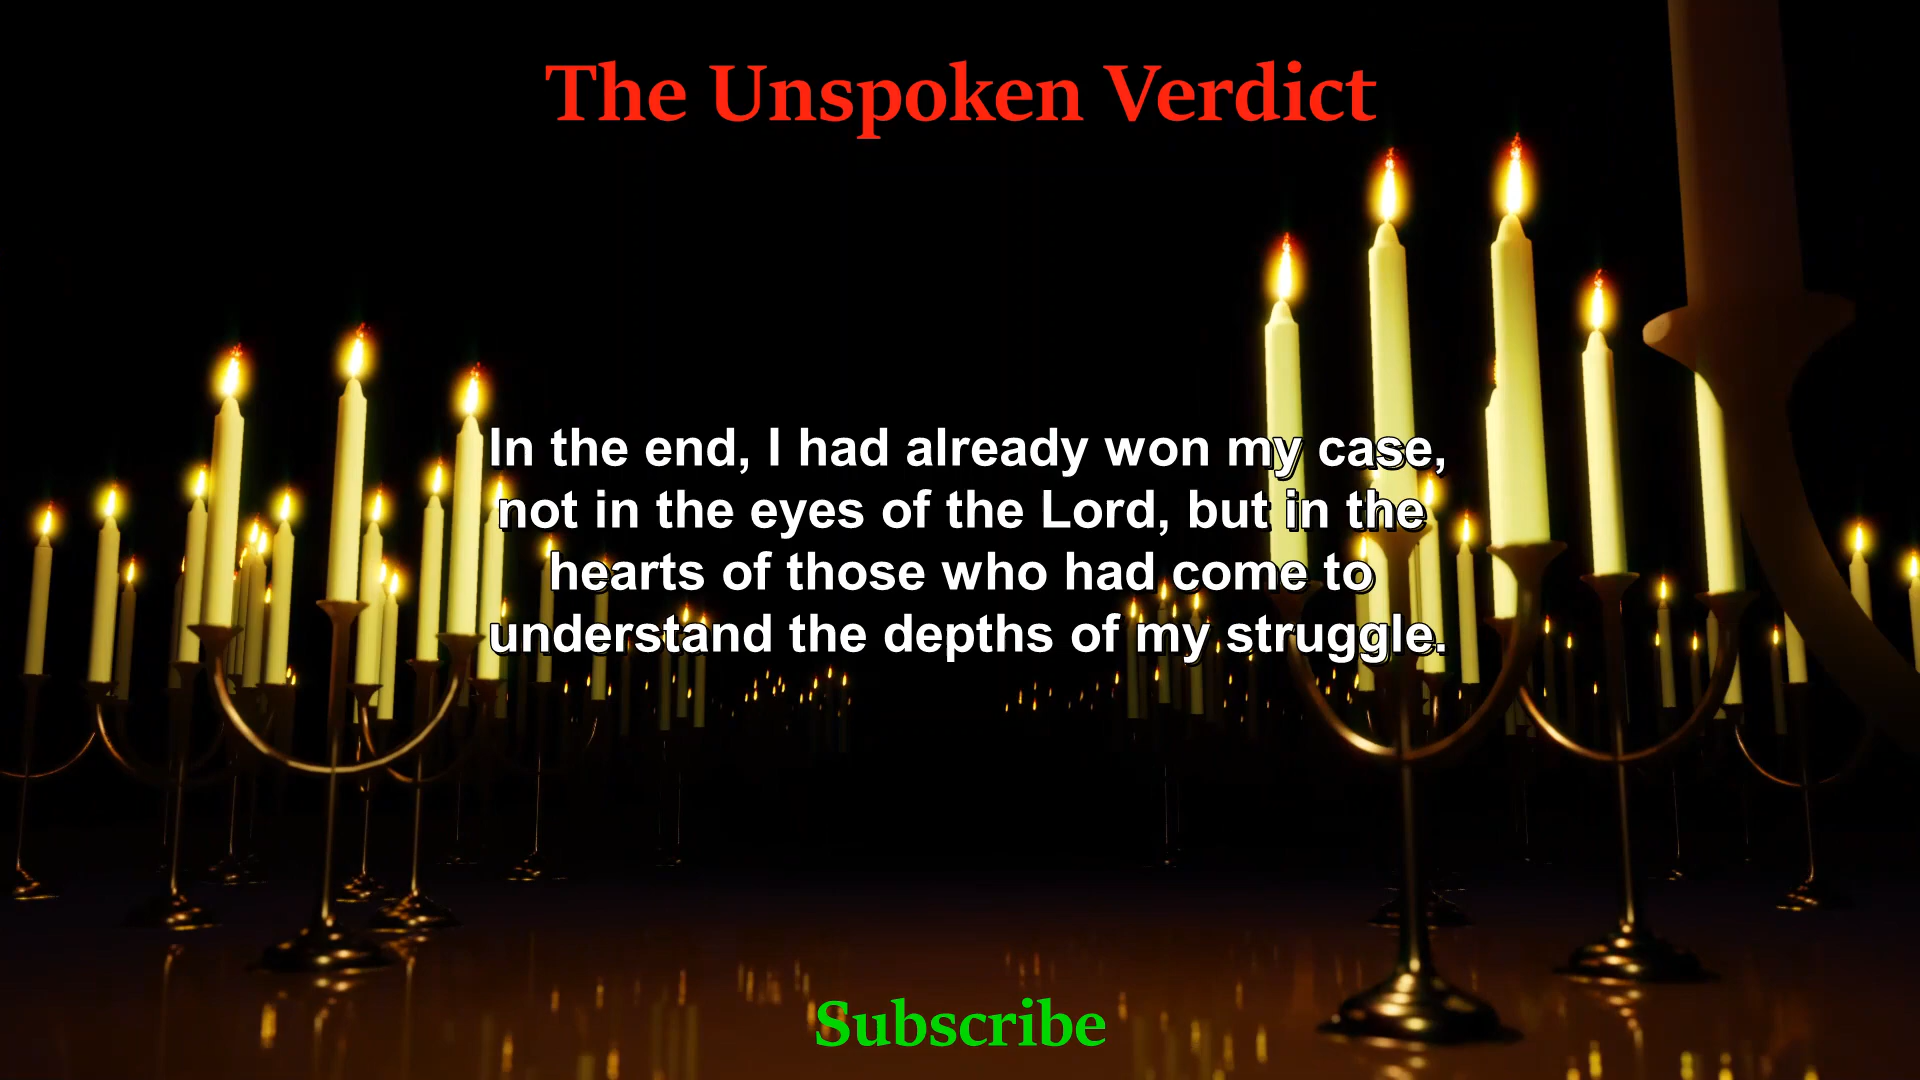 The Unspoken Verdict
In the end, I had already won my case,
not in the eyes of the Lord, but in the
hearts of those who had come to
understand the depths of my struggle.
Subscribe